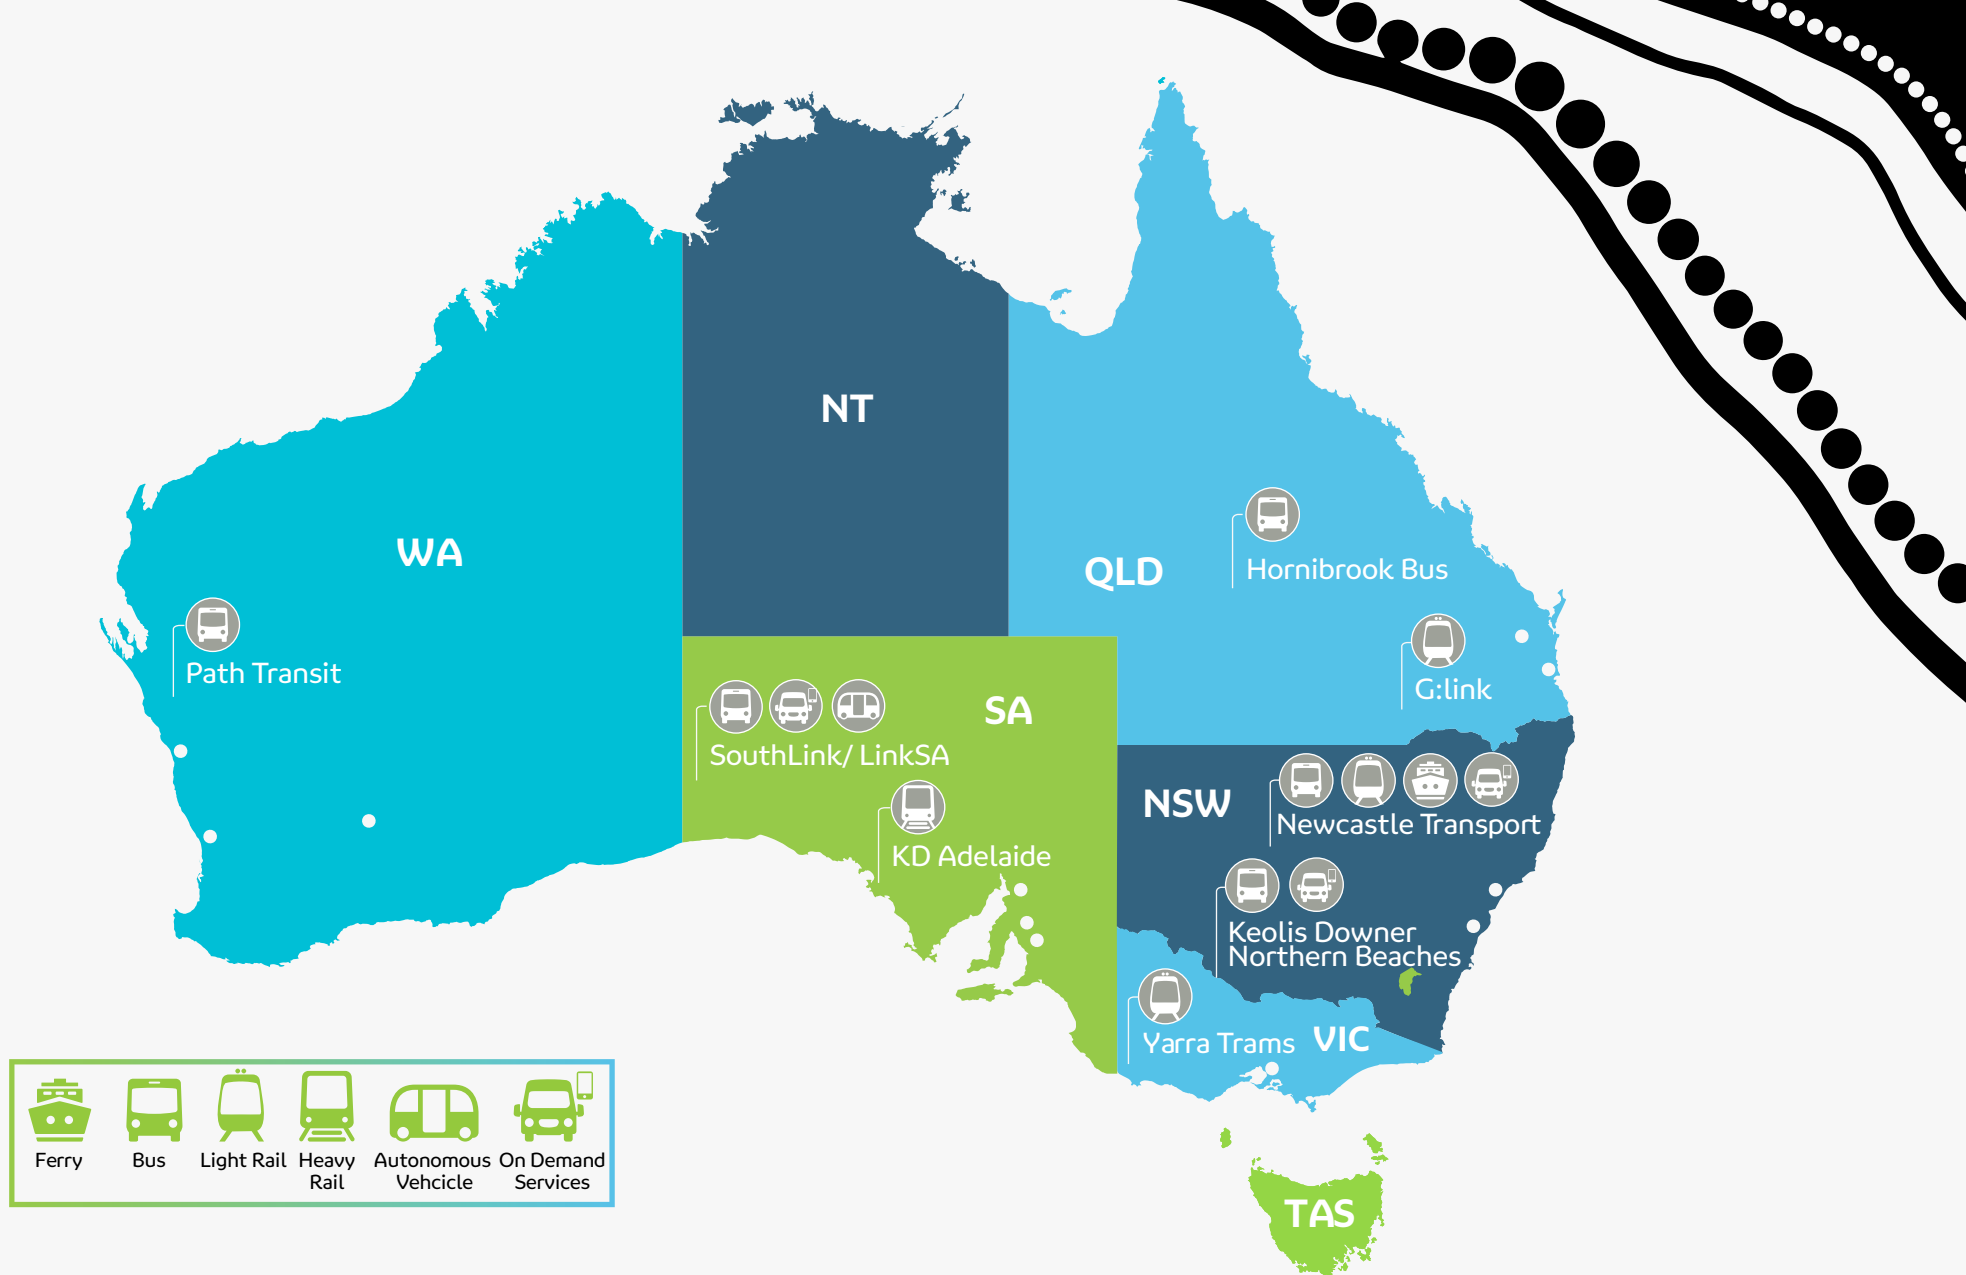 NT
WA
QLD
Hornibrook Bus
Path Transit
G:link
SA
SouthLink/ LinkSA
NSW
Newcastle Transport
KD Adelaide
Keolis Downer
Northern Beaches
Yarra Trams
VIC
Ferry
Bus
Light Rail
Heavy
Rail
Autonomous
Vehcicle
On Demand
Services
TAS